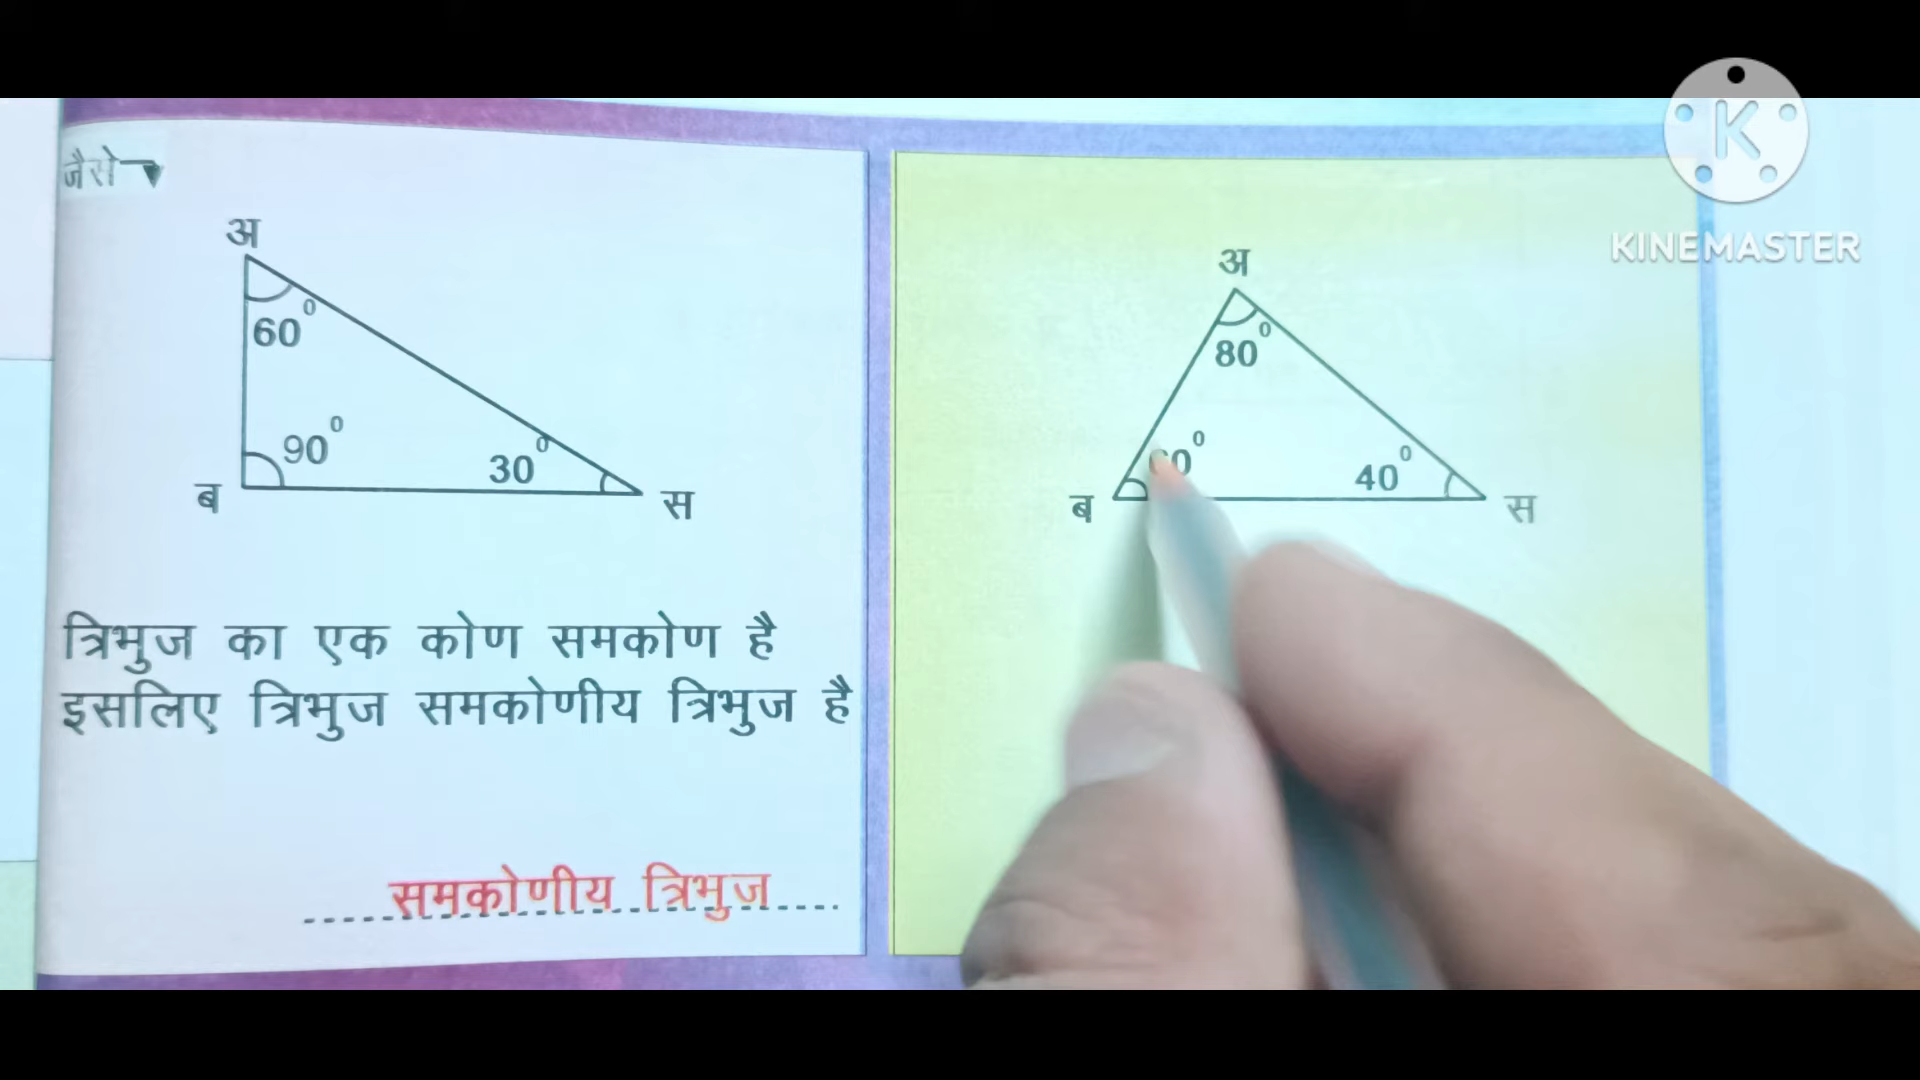 जैसे
अ
60°
90°
30°
ब
स
त्रिभुज का एक कोण समकोण है
इसलिए त्रिभुज समकोणीय त्रिभुज है
समकोणीय त्रिभुज
अ
80°
40°
ब
स
K
KINEMASTER